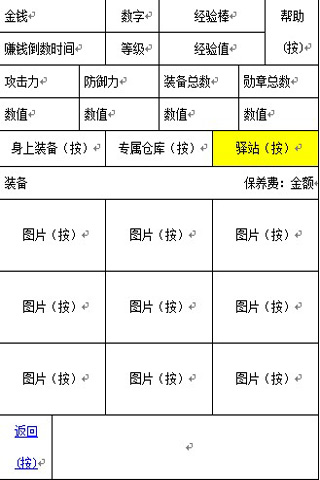 金钱 数字 经验棒 帮助
赚钱倒数时间 等级 经验值 （按）
攻击力 防御力 装备总数 勋章总数
数值 数值 数值 数值
身上装备（按） 专属仓库（按） 驿站（按）
装备 保养费：金额
图片（按） 图片（按） 图片（按）
图片（按） 图片（按） 图片（按）
图片（按） 图片（按） 图片（按）
返回
（按）